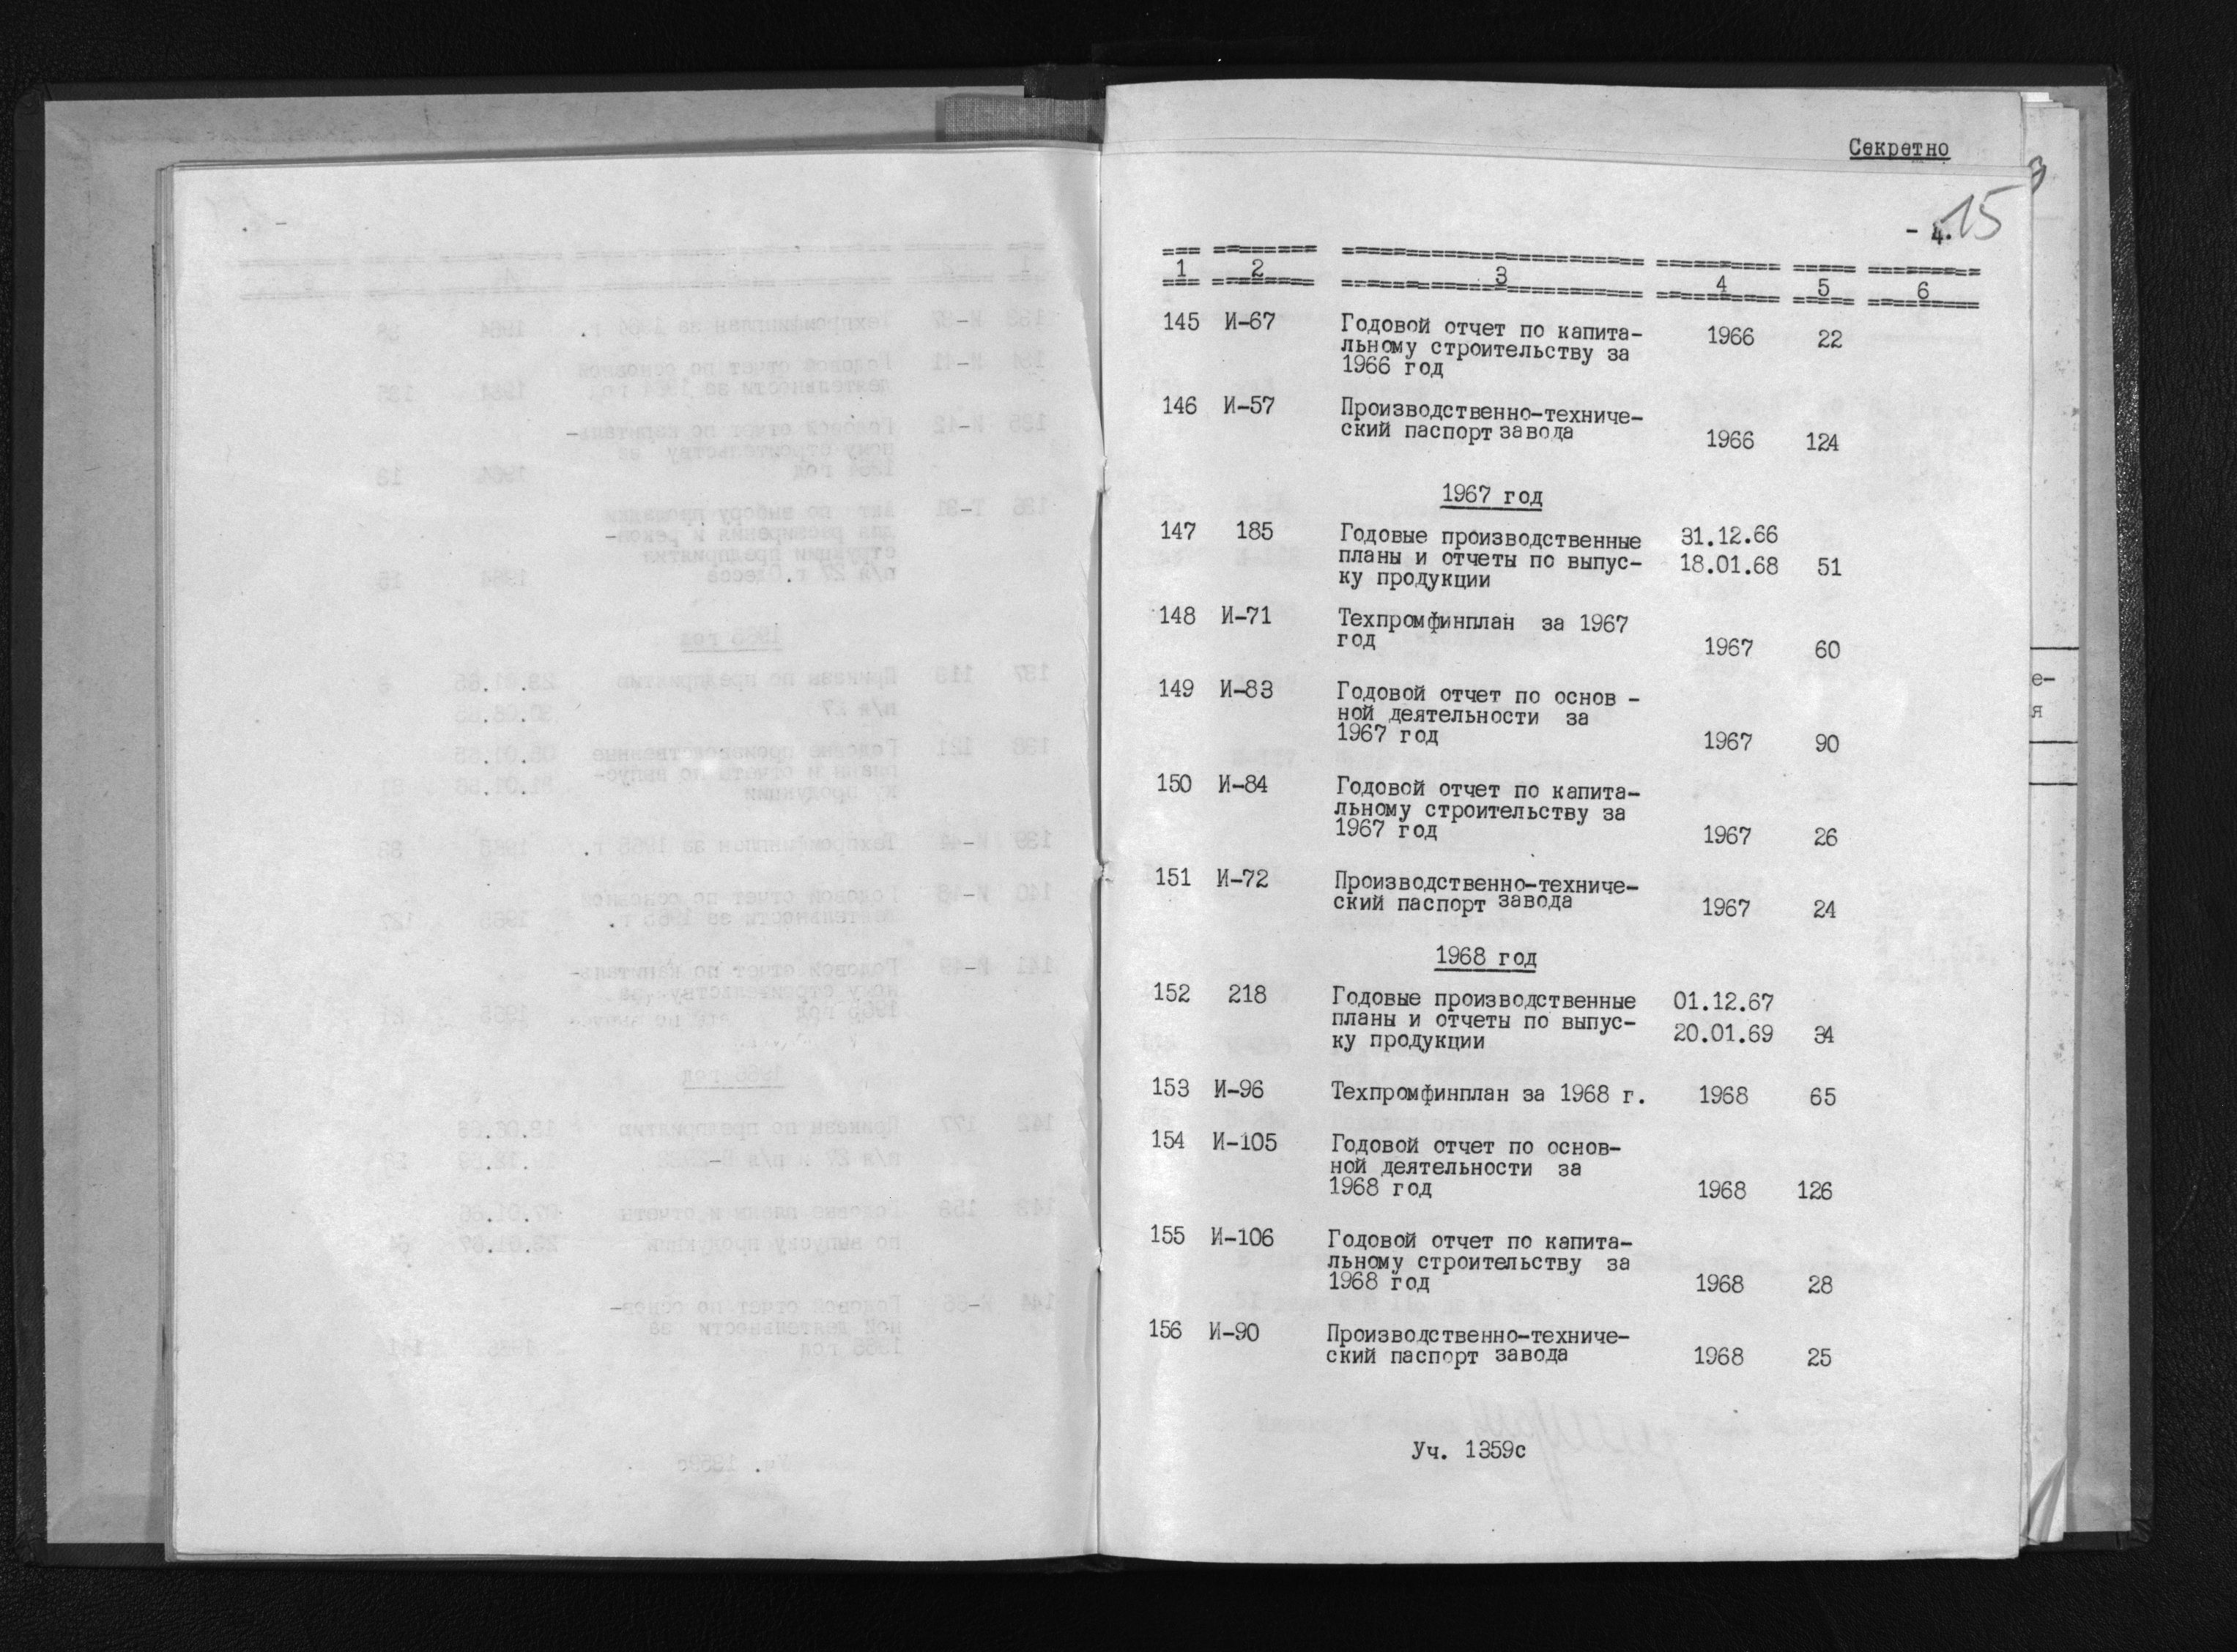 Секретно
- 4.
15
=== ======== ============================ ========== ===== =========
1 2 3 4 5 6
=== ======== ============================ ========== ===== =========
145 И-67 Годовой отчет по капита-
льному строительству за 1966 22
1966 год
146 И-57 Производственно-техниче-
ский паспорт завода 1966 124
1967 год
147 185 Годовые производственные 31.12.66
планы и отчеты по выпус- 18.01.68 51
ку продукции
148 И-71 Техпромфинплан за 1967
год 1967 60
149 И-83 Годовой отчет по основ -
ной деятельности за
1967 год 1967 90
150 И-84 Годовой отчет по капита-
льному строительству за
1967 год 1967 26
151 И-72 Производственно-техниче-
ский паспорт завода 1967 24
1968 год
152 218 Годовые производственные 01.12.67
планы и отчеты по выпус- 20.01.69 34
ку продукции
153 И-96 Техпромфинплан за 1968 г. 1968 65
154 И-105 Годовой отчет по основ-
ной деятельности за
1968 год 1968 126
155 И-106 Годовой отчет по капита-
льному строительству за
1968 год 1968 28
156 И-90 Производственно-техниче-
ский паспорт завода 1968 25
Уч. 1359с
е-
я